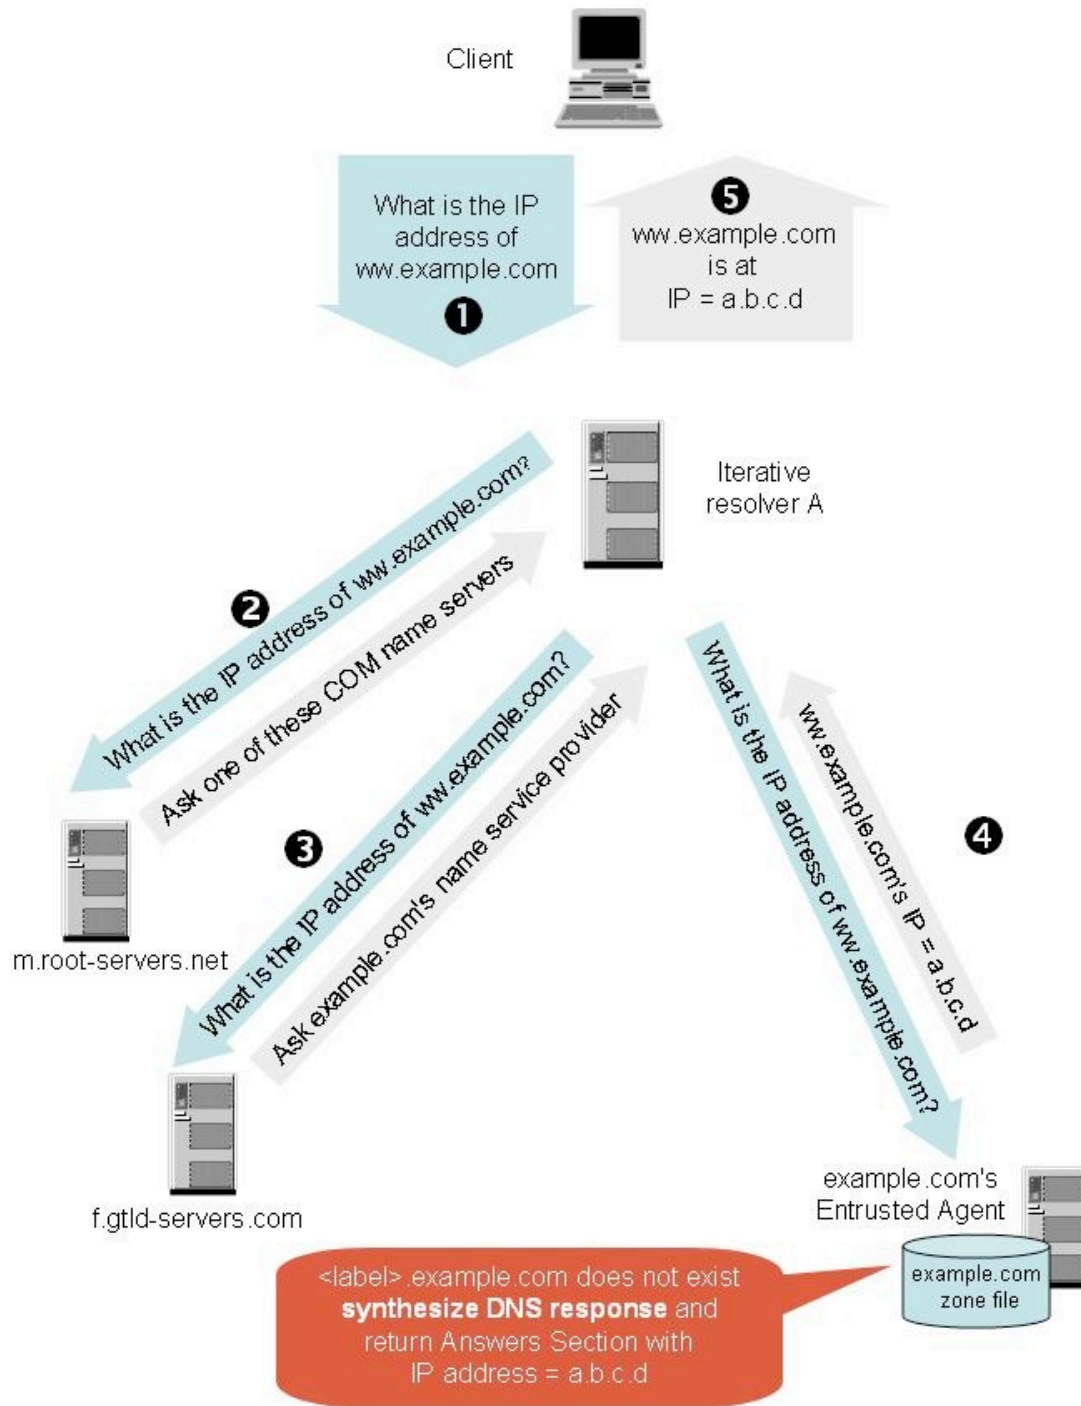 Client
What is the IP
address of
ww.example.com
1
5
ww.example.com
is at
IP = a.b.c.d
Iterative
resolver A
2
What is the IP address of ww.example.com?
Ask one of these COM name servers
m.root-servers.net
3
What is the IP address of ww.example.com?
Ask example.com's name service provider
f.gtld-servers.com
What is the IP address of ww.example.com?
ww.example.com's IP = a.b.c.d
4
example.com's
Entrusted Agent
example.com
zone file
<label>.example.com does not exist
synthesize DNS response and
return Answers Section with
IP address = a.b.c.d